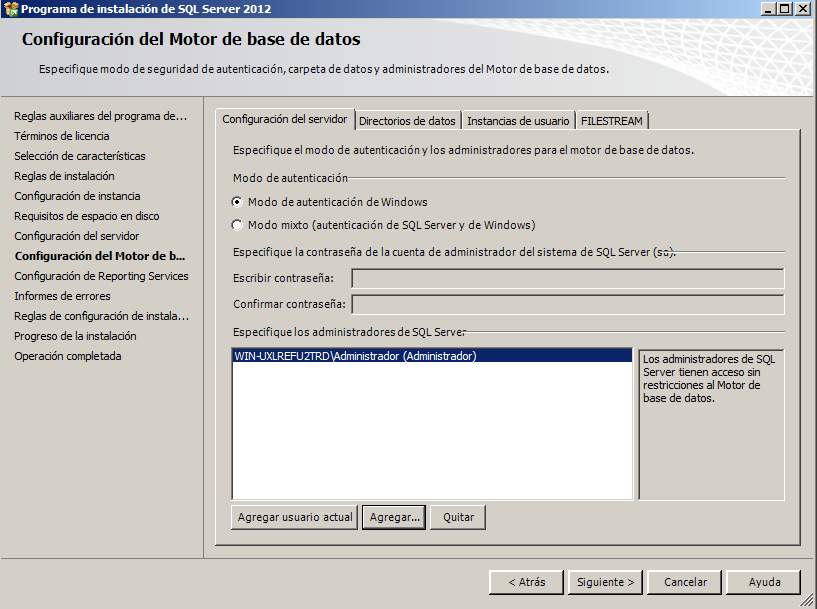 Programa de instalación de SQL Server 2012
Configuración del Motor de base de datos
Especifique modo de seguridad de autenticación, carpeta de datos y administradores del Motor de base de datos.
Reglas auxiliares del programa de...
Términos de licencia
Selección de características
Reglas de instalación
Configuración de instancia
Requisitos de espacio en disco
Configuración del servidor
Configuración del Motor de b...
Configuración de Reporting Services
Informes de errores
Reglas de configuración de instala...
Progreso de la instalación
Operación completada
Configuración del servidor
Directorios de datos
Instancias de usuario
FILESTREAM
Especifique el modo de autenticación y los administradores para el motor de base de datos.
Modo de autenticación
Modo de autenticación de Windows
Modo mixto (autenticación de SQL Server y de Windows)
Especifique la contraseña de la cuenta de administrador del sistema de SQL Server (sa).
Escribir contraseña:
Confirmar contraseña:
Especifique los administradores de SQL Server
WIN-UXLREFU2TRD\Administrador (Administrador)
Los administradores de SQL
Server tienen acceso sin
restricciones al Motor de
base de datos.
Agregar usuario actual
Agregar...
Quitar
< Atrás
Siguiente >
Cancelar
Ayuda